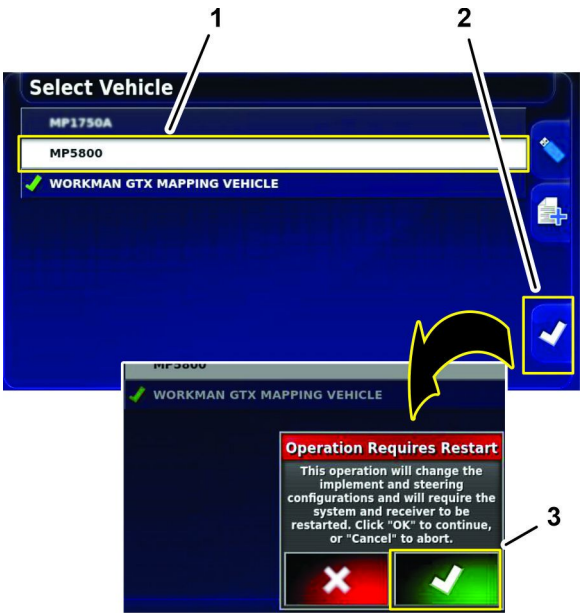 1
2
Select Vehicle
MP1750A
MP5800
WORKMAN GTX MAPPING VEHICLE
MP5800
WORKMAN GTX MAPPING VEHICLE
Operation Requires Restart
This operation will change the
implement and steering
configurations and will require the
system and receiver to be
restarted. Click "OK" to continue,
or "Cancel" to abort.
3